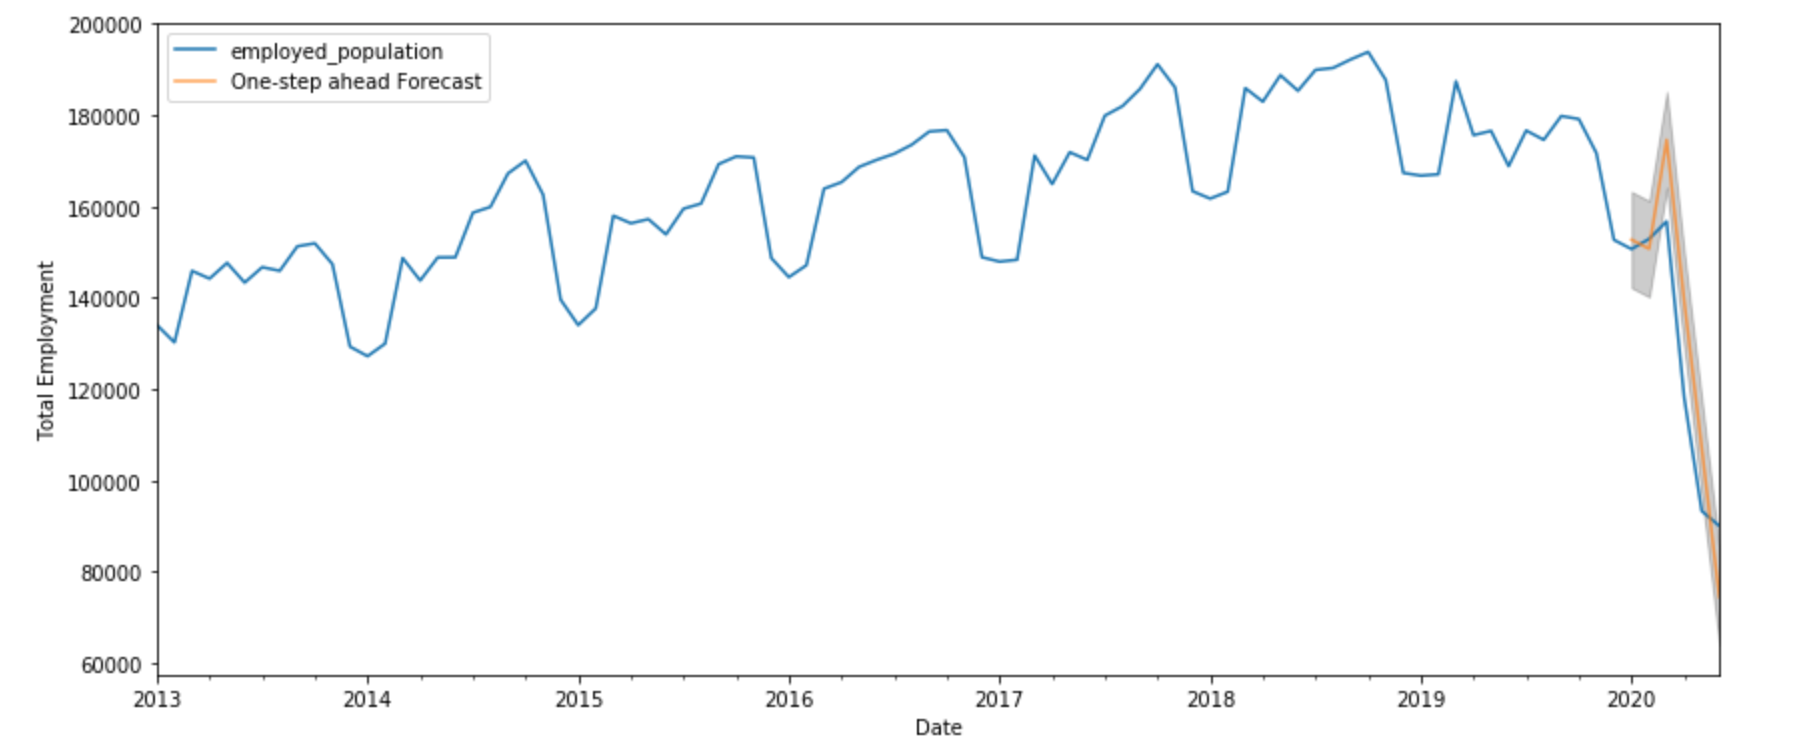 200000
employed_population
One-step ahead Forecast
180000
160000
140000
120000
100000
80000
60000
Total Employment
2013 2014 2015 2016 2017 2018 2019 2020
Date